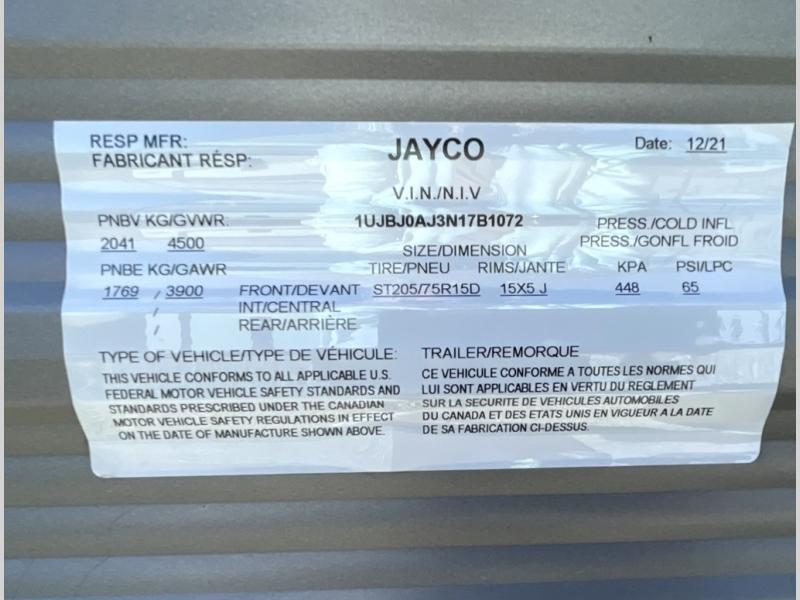 RESP MFR: JAYCO Date: 12/21
FABRICANT RÉSP:
V.I.N./N.I.V
PNBV KG/GVWR: 1UJBJ0AJ3N17B1072 PRESS./COLD INFL
2041 4500 SIZE/DIMENSION PRESS./GONFL FROID
PNBE KG/GAWR TIRE/PNEU RIMS/JANTE KPA PSI/LPC
1769 / 3900 FRONT/DEVANT ST205/75R15D 15X5 J 448 65
/ INT/CENTRAL
/ REAR/ARRIÈRE
TYPE OF VEHICLE/TYPE DE VÉHICULE: TRAILER/REMORQUE
THIS VEHICLE CONFORMS TO ALL APPLICABLE U.S.
FEDERAL MOTOR VEHICLE SAFETY STANDARDS AND
STANDARDS PRESCRIBED UNDER THE CANADIAN
MOTOR VEHICLE SAFETY REGULATIONS IN EFFECT
ON THE DATE OF MANUFACTURE SHOWN ABOVE.
CE VEHICULE CONFORME A TOUTES LES NORMES QUI
LUI SONT APPLICABLES EN VERTU DU REGLEMENT
SUR LA SECURITE DE VEHICULES AUTOMOBILES
DU CANADA ET DES ETATS UNIS EN VIGUEUR A LA DATE
DE SA FABRICATION CI-DESSUS.